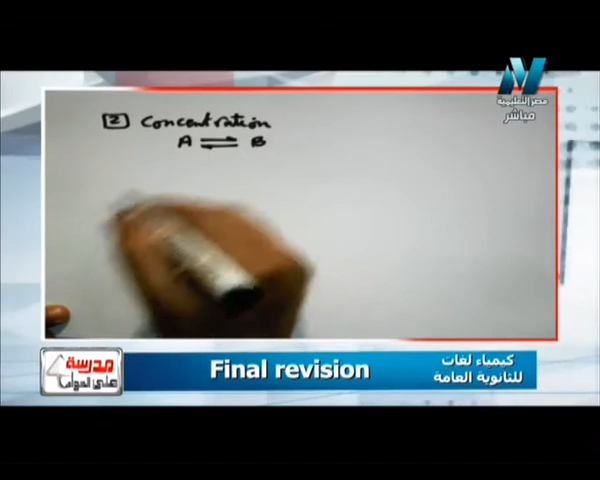 مصر التعليمية
مباشر
[2] Concentration
A ⇌ B
مدرسة
على الهواء
Final revision
كيمياء لغات
للثانوية العامة